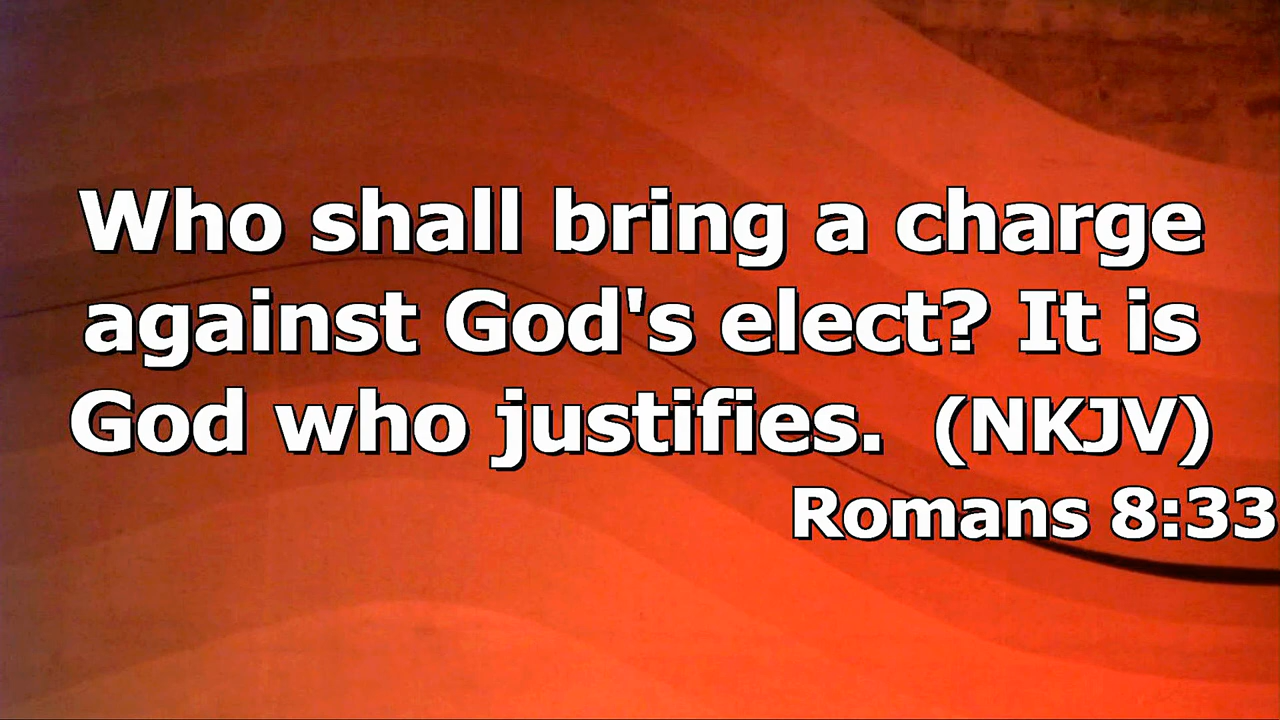 Who shall bring a charge
against God's elect? It is
God who justifies.  (NKJV)
Romans 8:33